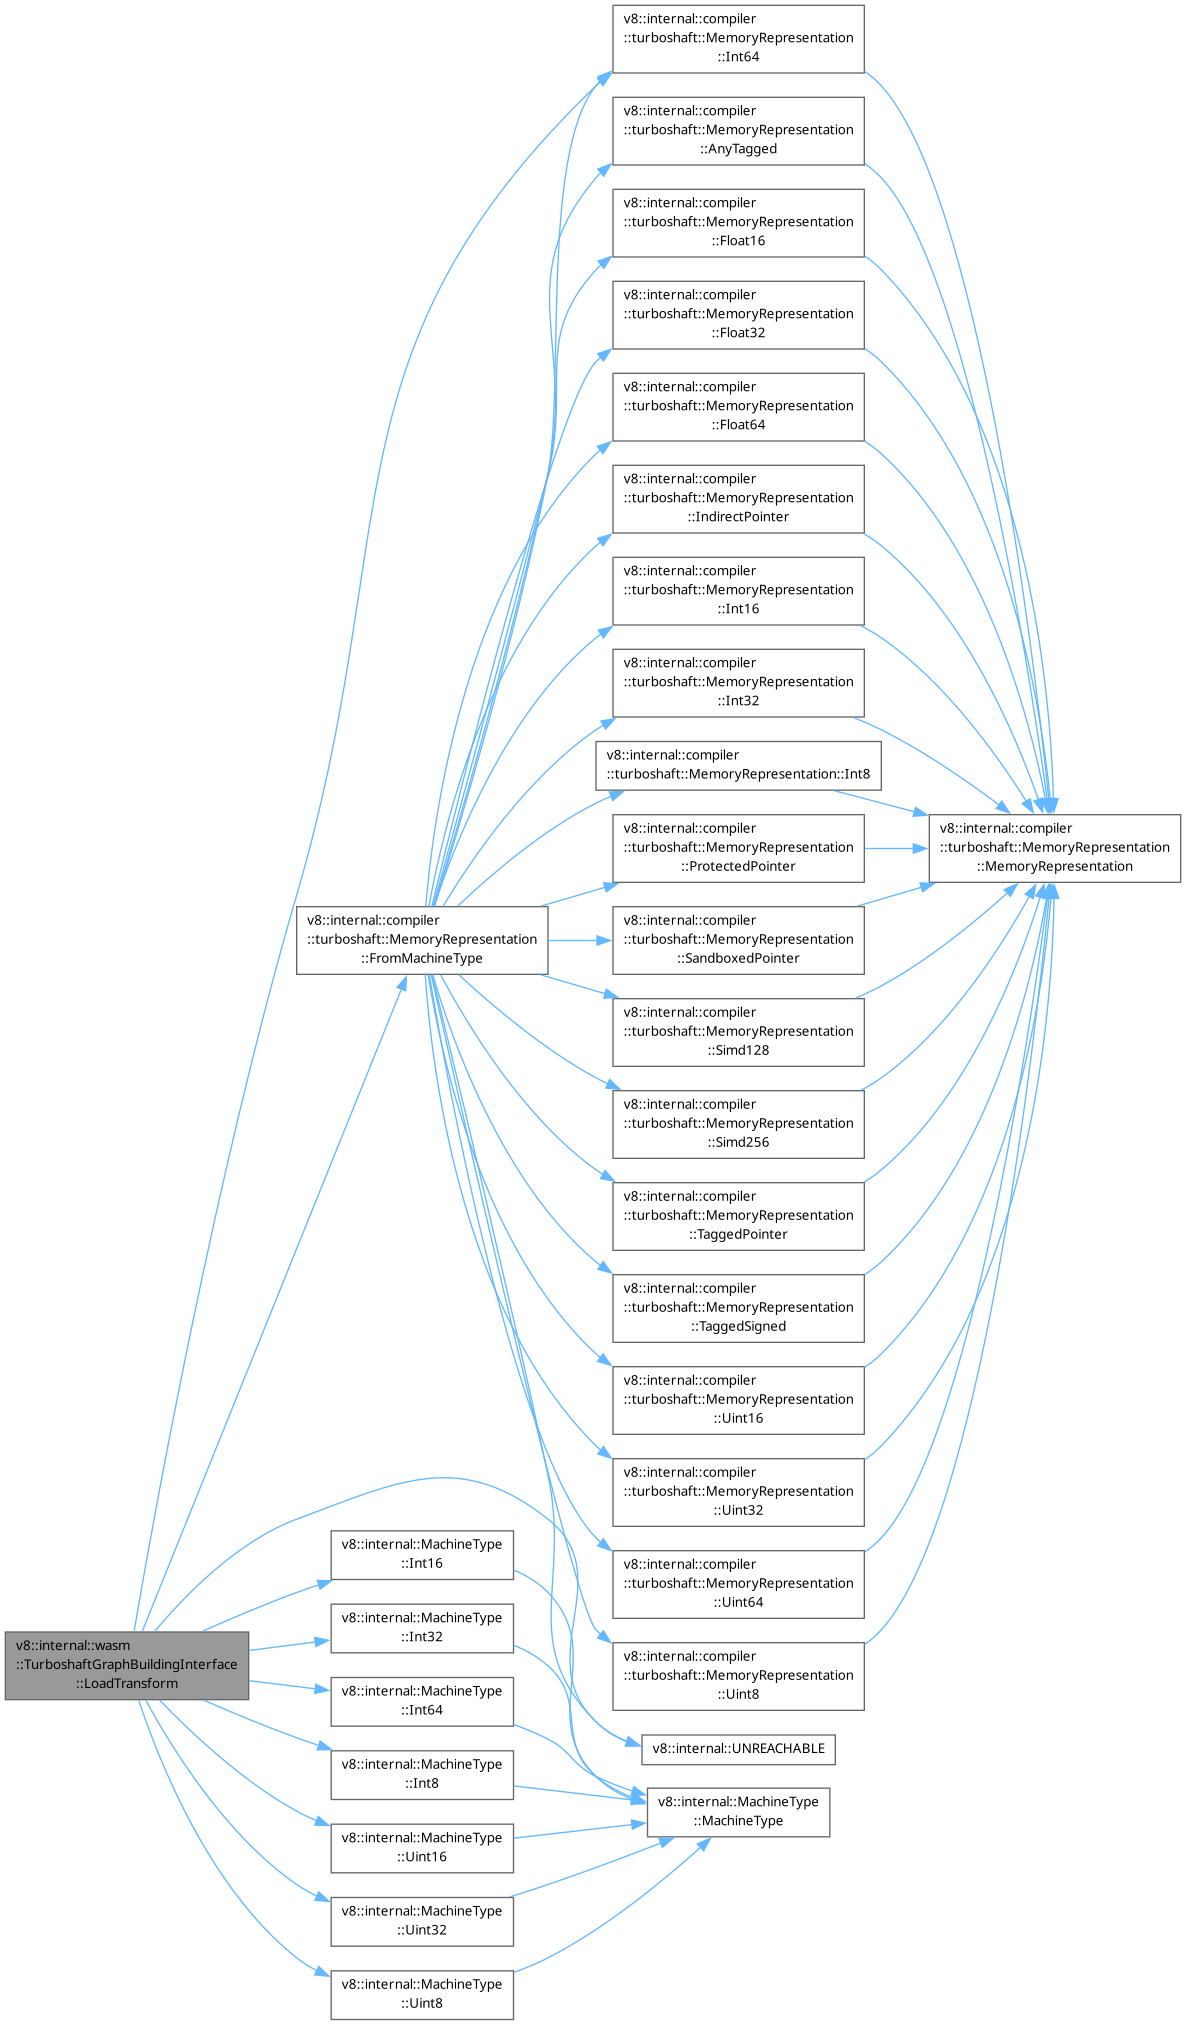 v8::internal::compiler
::turboshaft::MemoryRepresentation
::Int64
v8::internal::compiler
::turboshaft::MemoryRepresentation
::AnyTagged
v8::internal::compiler
::turboshaft::MemoryRepresentation
::Float16
v8::internal::compiler
::turboshaft::MemoryRepresentation
::Float32
v8::internal::compiler
::turboshaft::MemoryRepresentation
::Float64
v8::internal::compiler
::turboshaft::MemoryRepresentation
::IndirectPointer
v8::internal::compiler
::turboshaft::MemoryRepresentation
::Int16
v8::internal::compiler
::turboshaft::MemoryRepresentation
::Int32
v8::internal::compiler
::turboshaft::MemoryRepresentation::Int8
v8::internal::compiler
::turboshaft::MemoryRepresentation
::ProtectedPointer
v8::internal::compiler
::turboshaft::MemoryRepresentation
::MemoryRepresentation
v8::internal::compiler
::turboshaft::MemoryRepresentation
::FromMachineType
v8::internal::compiler
::turboshaft::MemoryRepresentation
::SandboxedPointer
v8::internal::compiler
::turboshaft::MemoryRepresentation
::Simd128
v8::internal::compiler
::turboshaft::MemoryRepresentation
::Simd256
v8::internal::compiler
::turboshaft::MemoryRepresentation
::TaggedPointer
v8::internal::compiler
::turboshaft::MemoryRepresentation
::TaggedSigned
v8::internal::compiler
::turboshaft::MemoryRepresentation
::Uint16
v8::internal::compiler
::turboshaft::MemoryRepresentation
::Uint32
v8::internal::compiler
::turboshaft::MemoryRepresentation
::Uint64
v8::internal::compiler
::turboshaft::MemoryRepresentation
::Uint8
v8::internal::wasm
::TurboshaftGraphBuildingInterface
::LoadTransform
v8::internal::MachineType
::Int16
v8::internal::MachineType
::Int32
v8::internal::MachineType
::Int64
v8::internal::MachineType
::Int8
v8::internal::MachineType
::Uint16
v8::internal::MachineType
::Uint32
v8::internal::MachineType
::Uint8
v8::internal::UNREACHABLE
v8::internal::MachineType
::MachineType